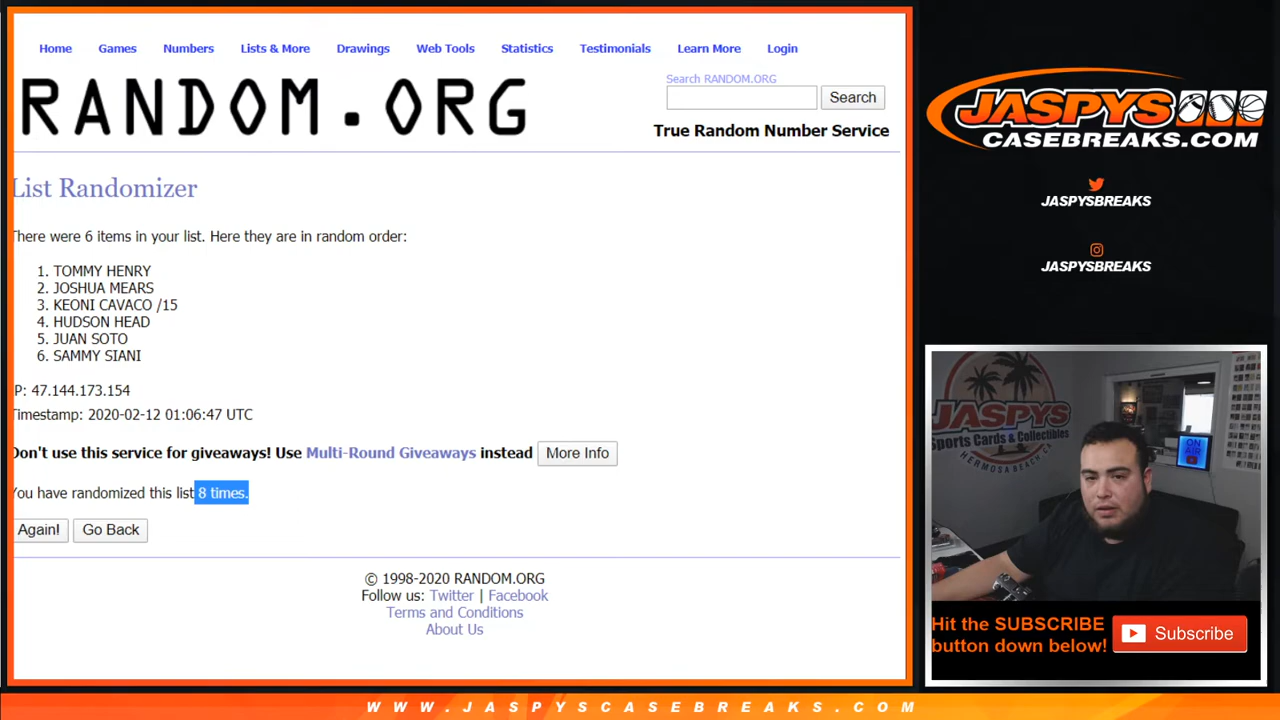 Home Games Numbers Lists & More Drawings Web Tools Statistics Testimonials Learn More Login
RANDOM.ORG
Search RANDOM.ORG
Search
True Random Number Service
List Randomizer
There were 6 items in your list. Here they are in random order:
1. TOMMY HENRY
2. JOSHUA MEARS
3. KEONI CAVACO /15
4. HUDSON HEAD
5. JUAN SOTO
6. SAMMY SIANI
IP: 47.144.173.154
Timestamp: 2020-02-12 01:06:47 UTC
Don't use this service for giveaways! Use Multi-Round Giveaways instead More Info
You have randomized this list 8 times.
Again! Go Back
© 1998-2020 RANDOM.ORG
Follow us: Twitter | Facebook
Terms and Conditions
About Us
JASPYS
CASEBREAKS.COM
JASPYSBREAKS
JASPYSBREAKS
JASPYS
Sports Cards & Collectibles
HERMOSA BEACH, CA
ON AIR
Hit the SUBSCRIBE
button down below!
Subscribe
WWW.JASPYSCASEBREAKS.COM